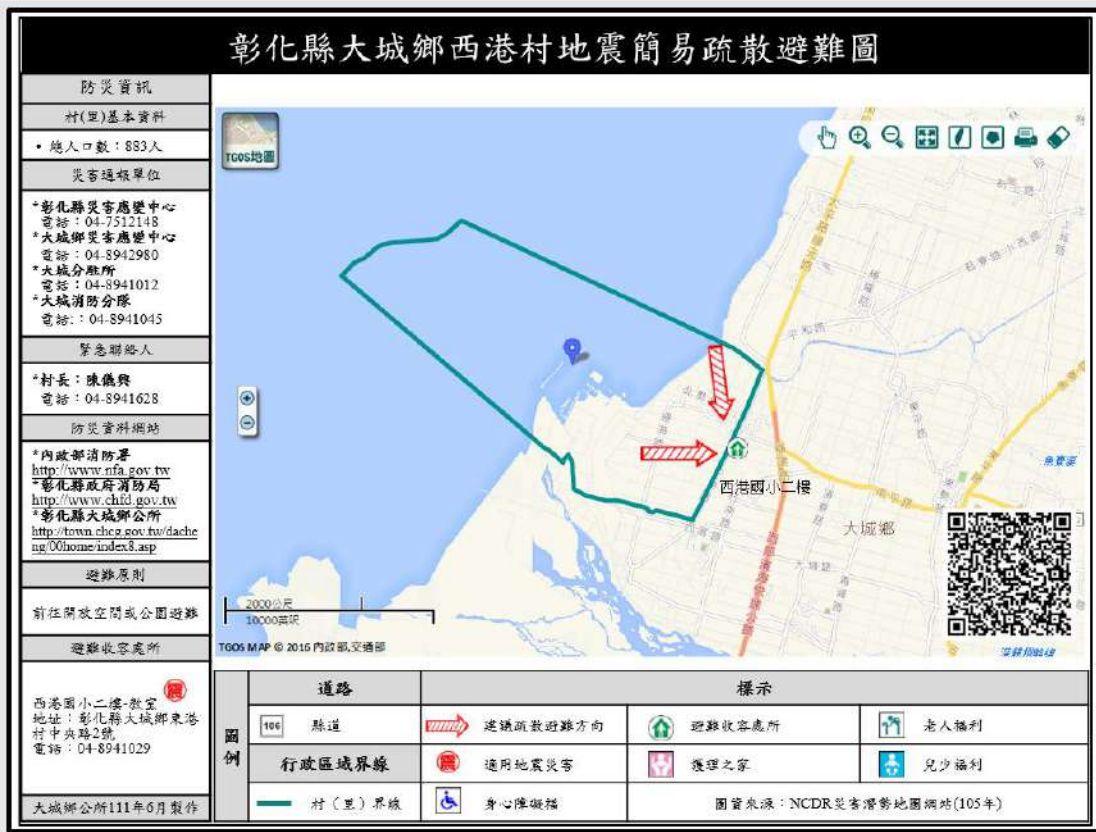 彰化縣大城鄉西港村地震簡易疏散避難圖
防災資訊
村(里)基本資料
• 總人口數：883人
災害通報單位
*彰化縣災害應變中心
電話：04-7512148
*大城鄉災害應變中心
電話：04-8942980
*大城分駐所
電話：04-8941012
*大城消防分隊
電話：：04-8941045
緊急聯絡人
*村長：陳儀興
電話：04-8941628
防災資料網站
*內政部消防署
http://www.nfa.gov.tw
*彰化縣政府消防局
http://www.chfd.gov.tw
*彰化縣大城鄉公所
http://town.chcg.gov.tw/dache
ng/00home/index8.asp
避難原則
前往開放空間或公園避難
避難收容處所
震
西港國小二樓-教室
地址：彰化縣大城鄉東港
村中央路2號
電話：04-8941029
大城鄉公所111年6月製作
TGOS地圖
西港國小二樓
大城鄉
2000公尺
10000英呎
TGOS MAP © 2016 內政部,交通部
圖例
道路
標示
106
縣道
建議疏散避難方向
避難收容處所
老人福利
行政區域界線
震
適用地震災害
護理之家
兒少福利
村（里）界線
身心障礙福
圖資來源：NCDR災害潛勢地圖網站(105年)